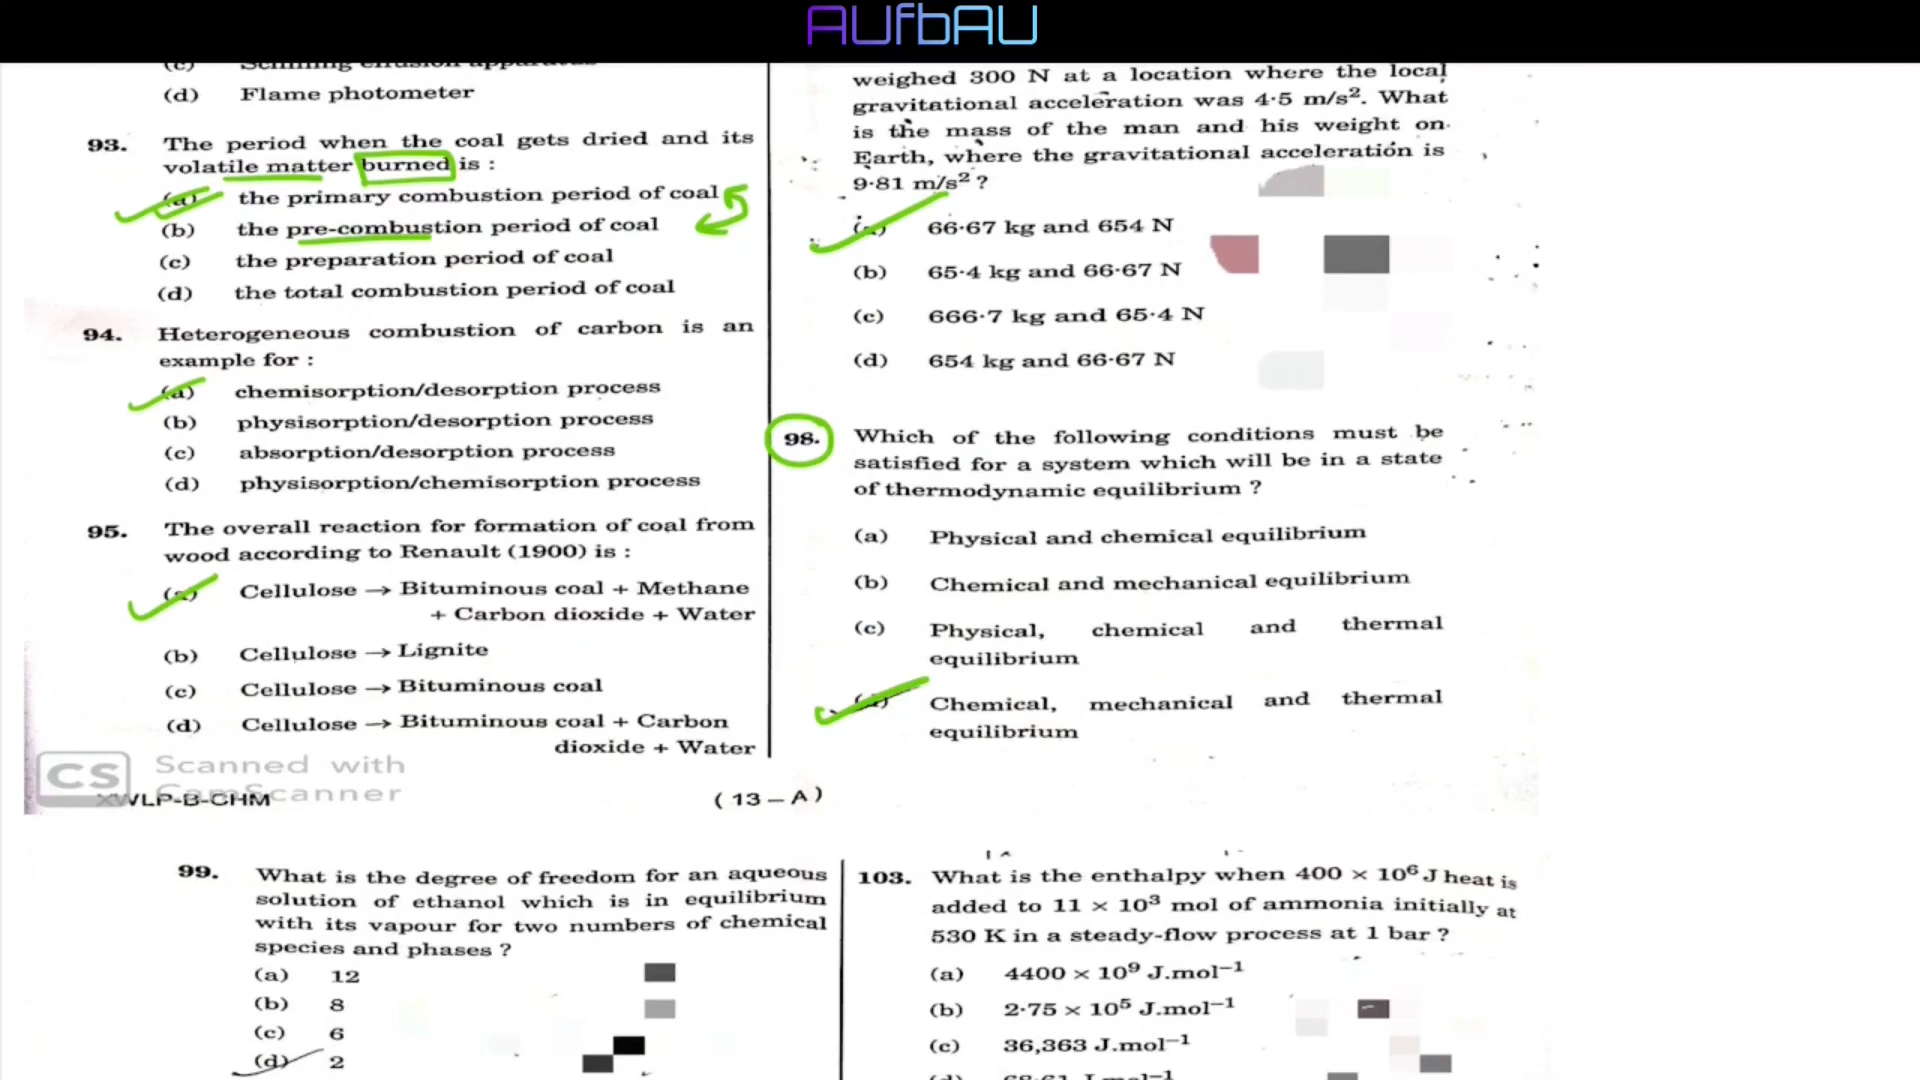 AUfbAU
(c) Schilling effusion apparatus
(d) Flame photometer
93. The period when the coal gets dried and its
volatile matter burned is :
(a) the primary combustion period of coal
(b) the pre-combustion period of coal
(c) the preparation period of coal
(d) the total combustion period of coal
94. Heterogeneous combustion of carbon is an
example for :
(a) chemisorption/desorption process
(b) physisorption/desorption process
(c) absorption/desorption process
(d) physisorption/chemisorption process
95. The overall reaction for formation of coal from
wood according to Renault (1900) is :
(a) Cellulose → Bituminous coal + Methane
+ Carbon dioxide + Water
(b) Cellulose → Lignite
(c) Cellulose → Bituminous coal
(d) Cellulose → Bituminous coal + Carbon
dioxide + Water
CS Scanned with
CamScanner
XWLP-B-CHM
( 13 – A )
weighed 300 N at a location where the local
gravitational acceleration was 4·5 m/s². What
is the mass of the man and his weight on
Earth, where the gravitational acceleration is
9·81 m/s² ?
(a) 66·67 kg and 654 N
(b) 65·4 kg and 66·67 N
(c) 666·7 kg and 65·4 N
(d) 654 kg and 66·67 N
98. Which of the following conditions must be
satisfied for a system which will be in a state
of thermodynamic equilibrium ?
(a) Physical and chemical equilibrium
(b) Chemical and mechanical equilibrium
(c) Physical, chemical and thermal
equilibrium
(d) Chemical, mechanical and thermal
equilibrium
99. What is the degree of freedom for an aqueous
solution of ethanol which is in equilibrium
with its vapour for two numbers of chemical
species and phases ?
(a) 12
(b) 8
(c) 6
(d) 2
103. What is the enthalpy when 400 × 10⁶ J heat is
added to 11 × 10³ mol of ammonia initially at
530 K in a steady-flow process at 1 bar ?
(a) 4400 × 10⁹ J.mol⁻¹
(b) 2·75 × 10⁵ J.mol⁻¹
(c) 36,363 J.mol⁻¹